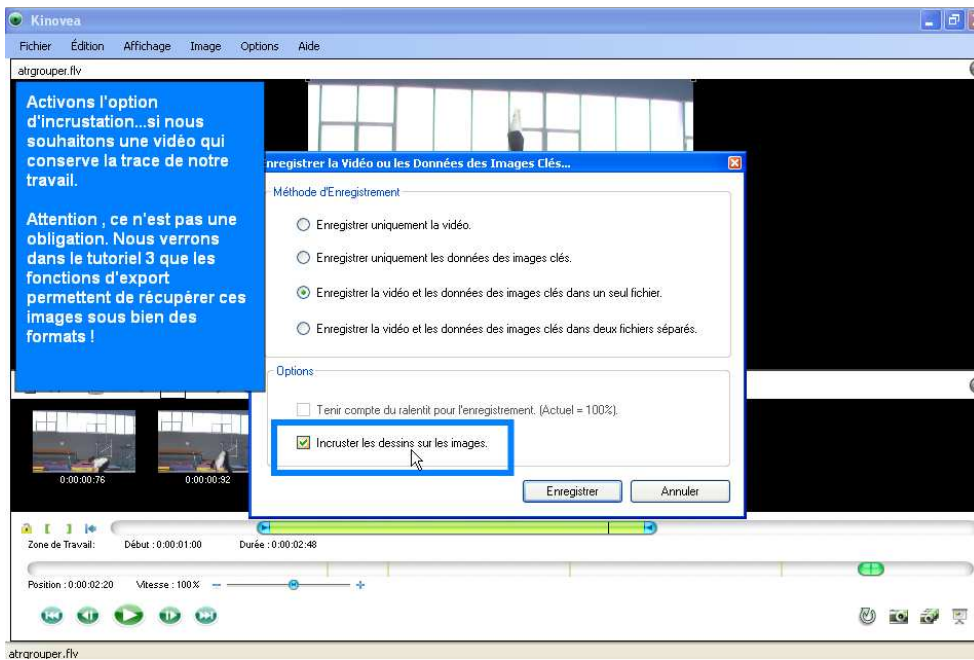 Kinovea
Fichier Édition Affichage Image Options Aide
atrgrouper.flv
Activons l'option
d'incrustation...si nous
souhaitons une vidéo qui
conserve la trace de notre
travail.
Attention , ce n'est pas une
obligation. Nous verrons
dans le tutoriel 3 que les
fonctions d'export
permettent de récupérer ces
images sous bien des
formats !
nregistrer la Vidéo ou les Données des Images Clés...
Méthode d'Enregistrement
Enregistrer uniquement la vidéo.
Enregistrer uniquement les données des images clés.
Enregistrer la vidéo et les données des images clés dans un seul fichier.
Enregistrer la vidéo et les données des images clés dans deux fichiers séparés.
Options
Tenir compte du ralentit pour l'enregistrement. (Actuel = 100%).
Incruster les dessins sur les images.
Enregistrer Annuler
0:00:00:76 0:00:00:92
Zone de Travail: Début : 0:00:01:00 Durée : 0:00:02:48
Position : 0:00:02:20 Vitesse : 100%
atrgrouper.flv